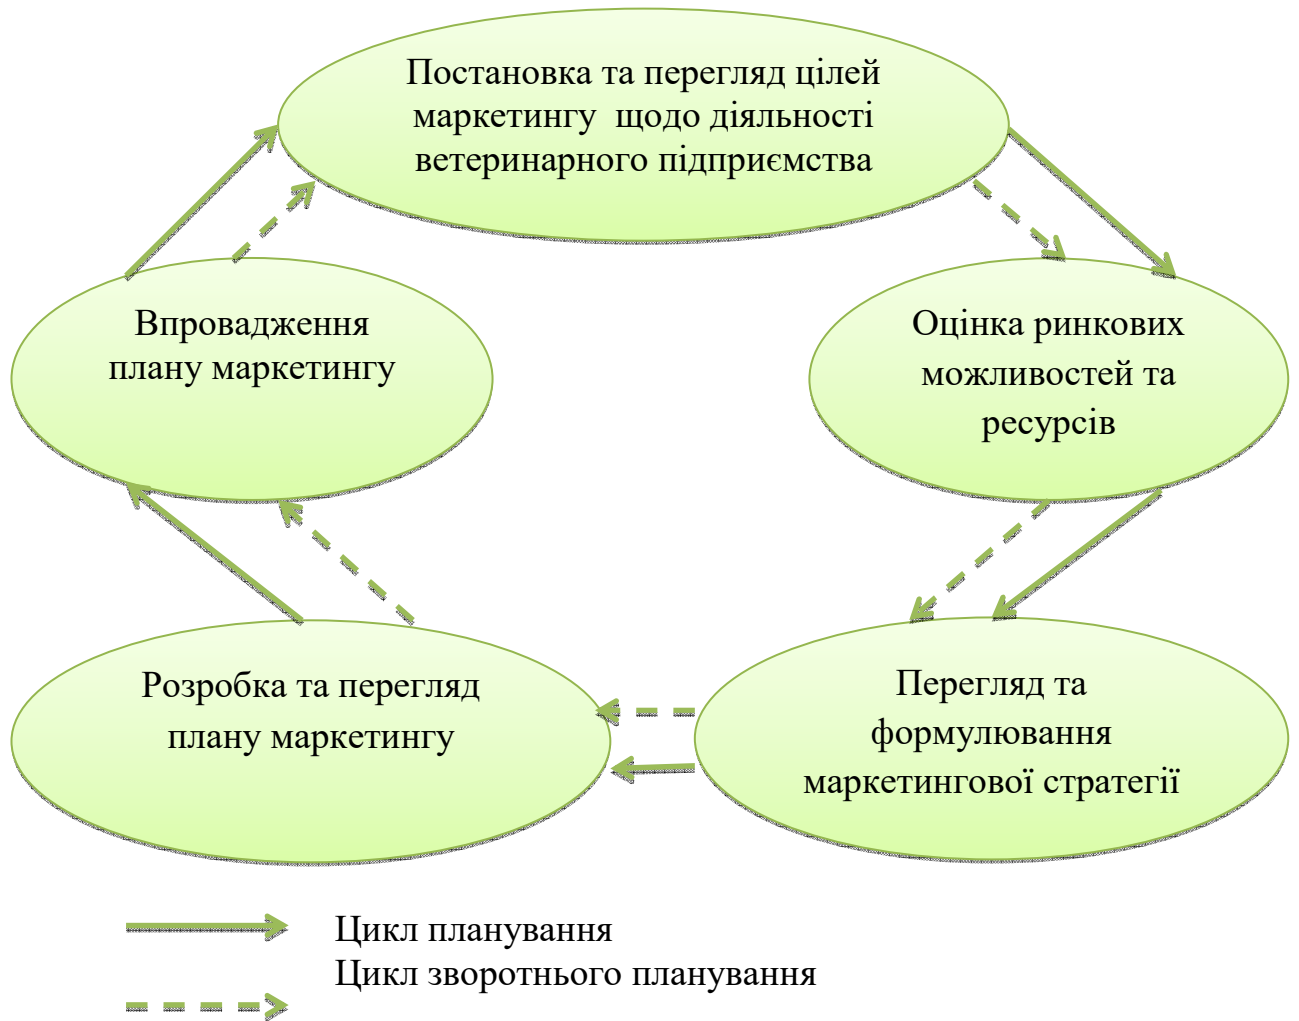 Постановка та перегляд цілей
маркетингу щодо діяльності
ветеринарного підприємства
Впровадження
плану маркетингу
Оцінка ринкових
можливостей та
ресурсів
Розробка та перегляд
плану маркетингу
Перегляд та
формулювання
маркетингової стратегії
Цикл планування
Цикл зворотнього планування